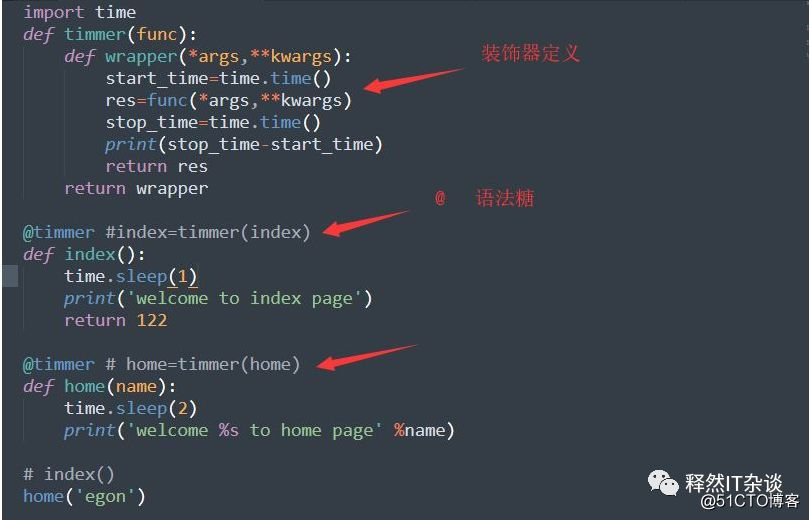 import time
def timmer(func):
    def wrapper(*args,**kwargs):
装饰器定义
        start_time=time.time()
        res=func(*args,**kwargs)
        stop_time=time.time()
        print(stop_time-start_time)
        return res
    return wrapper
@ 语法糖
@timmer #index=timmer(index)
def index():
    time.sleep(1)
    print('welcome to index page')
    return 122
@timmer # home=timmer(home)
def home(name):
    time.sleep(2)
    print('welcome %s to home page' %name)
# index()
home('egon')
释然IT杂谈
@51CTO博客